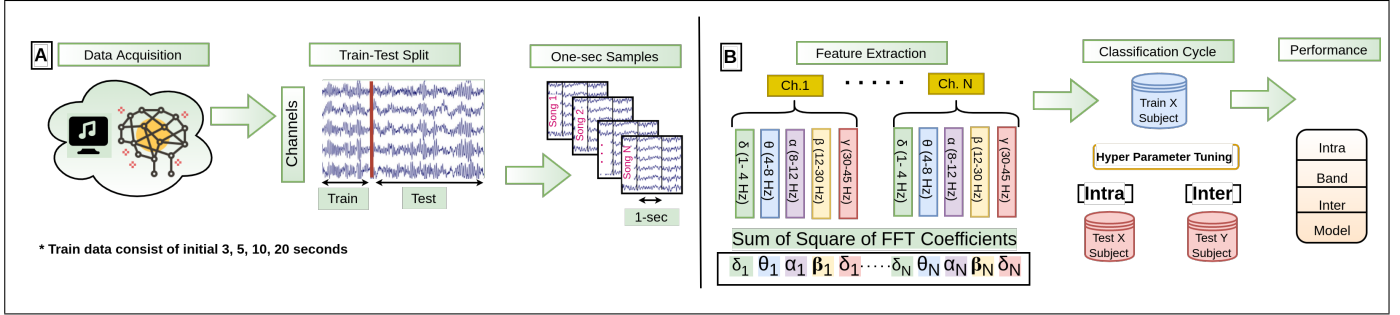 A
Data Acquisition
Train-Test Split
One-sec Samples
Channels
Song 1.
Song 2.
Song N
Train
Test
1-sec
* Train data consist of initial 3, 5, 10, 20 seconds
B
Feature Extraction
Classification Cycle
Performance
Ch.1
. . . . .
Ch. N
δ (1- 4 Hz)
θ (4-8 Hz)
α (8-12 Hz)
β (12-30 Hz)
γ (30-45 Hz)
δ (1- 4 Hz)
θ (4-8 Hz)
α (8-12 Hz)
β (12-30 Hz)
γ (30-45 Hz)
Sum of Square of FFT Coefficients
δ1 θ1 α1 β1 δ1 ...... δN θN αN βN δN
Train X
Subject
Hyper Parameter Tuning
[Intra]
[Inter]
Test X
Subject
Test Y
Subject
Intra
Band
Inter
Model